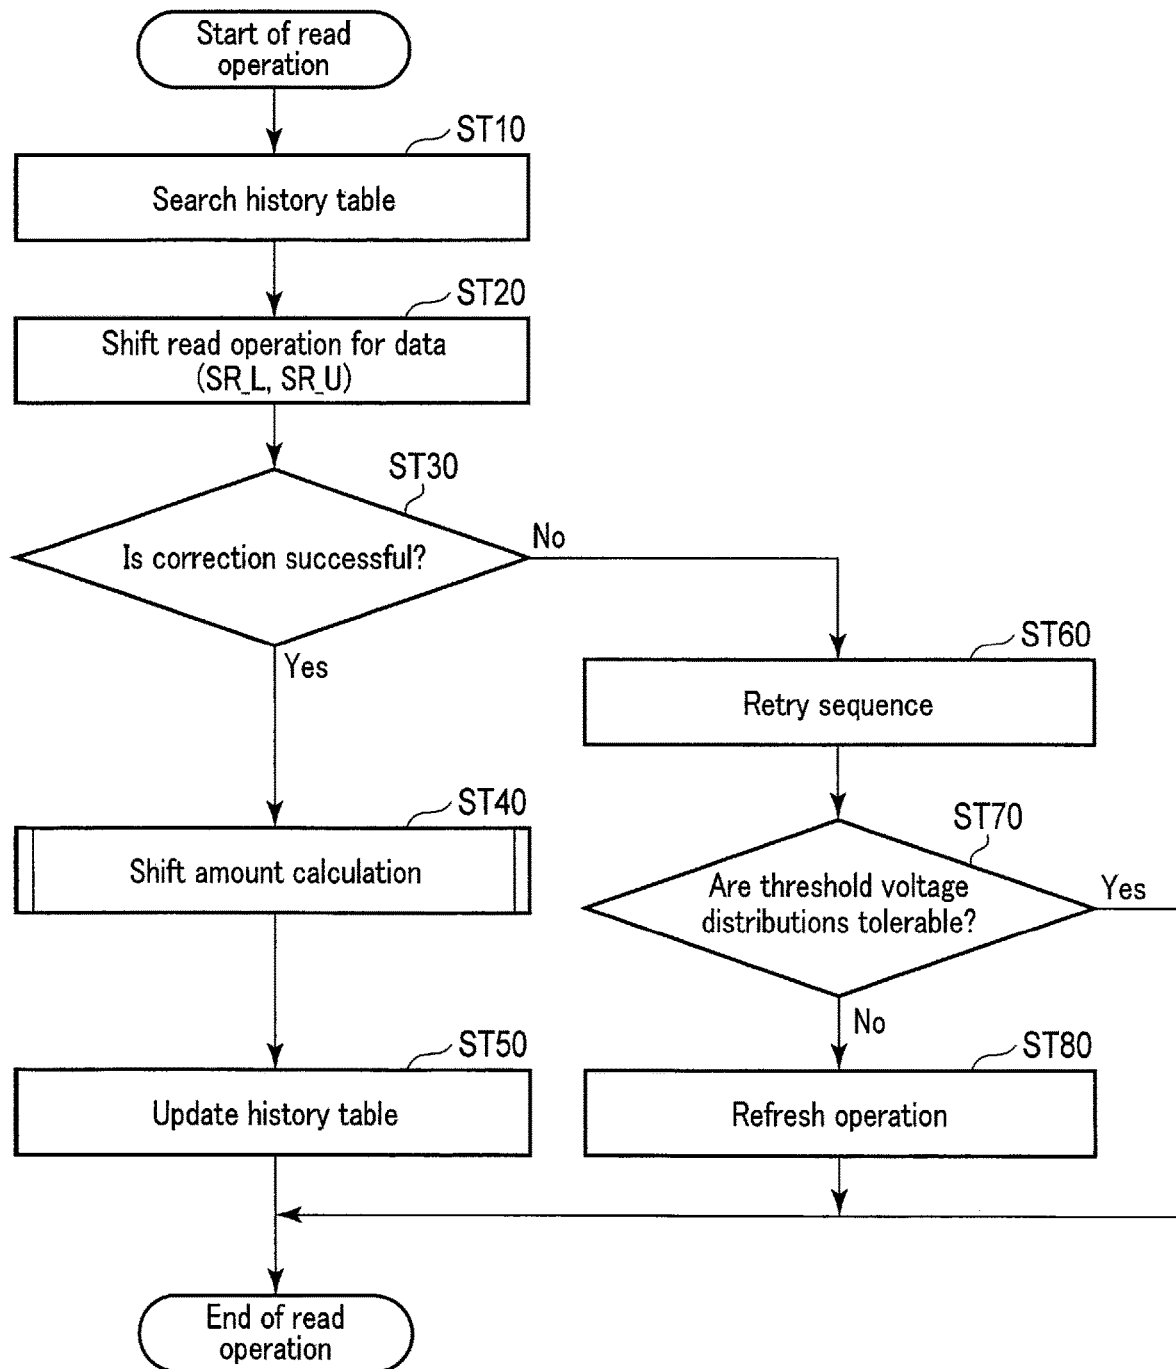 Start of read
operation
ST10
Search history table
ST20
Shift read operation for data
(SR_L, SR_U)
ST30
Is correction successful?
No
Yes
ST60
Retry sequence
ST40
Shift amount calculation
ST70
Are threshold voltage
distributions tolerable?
Yes
No
ST50
Update history table
ST80
Refresh operation
End of read
operation